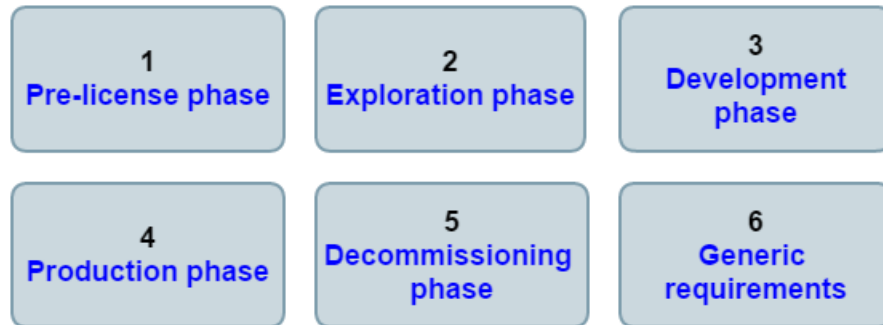 1
Pre-license phase
2
Exploration phase
3
Development
phase
4
Production phase
5
Decommissioning
phase
6
Generic
requirements